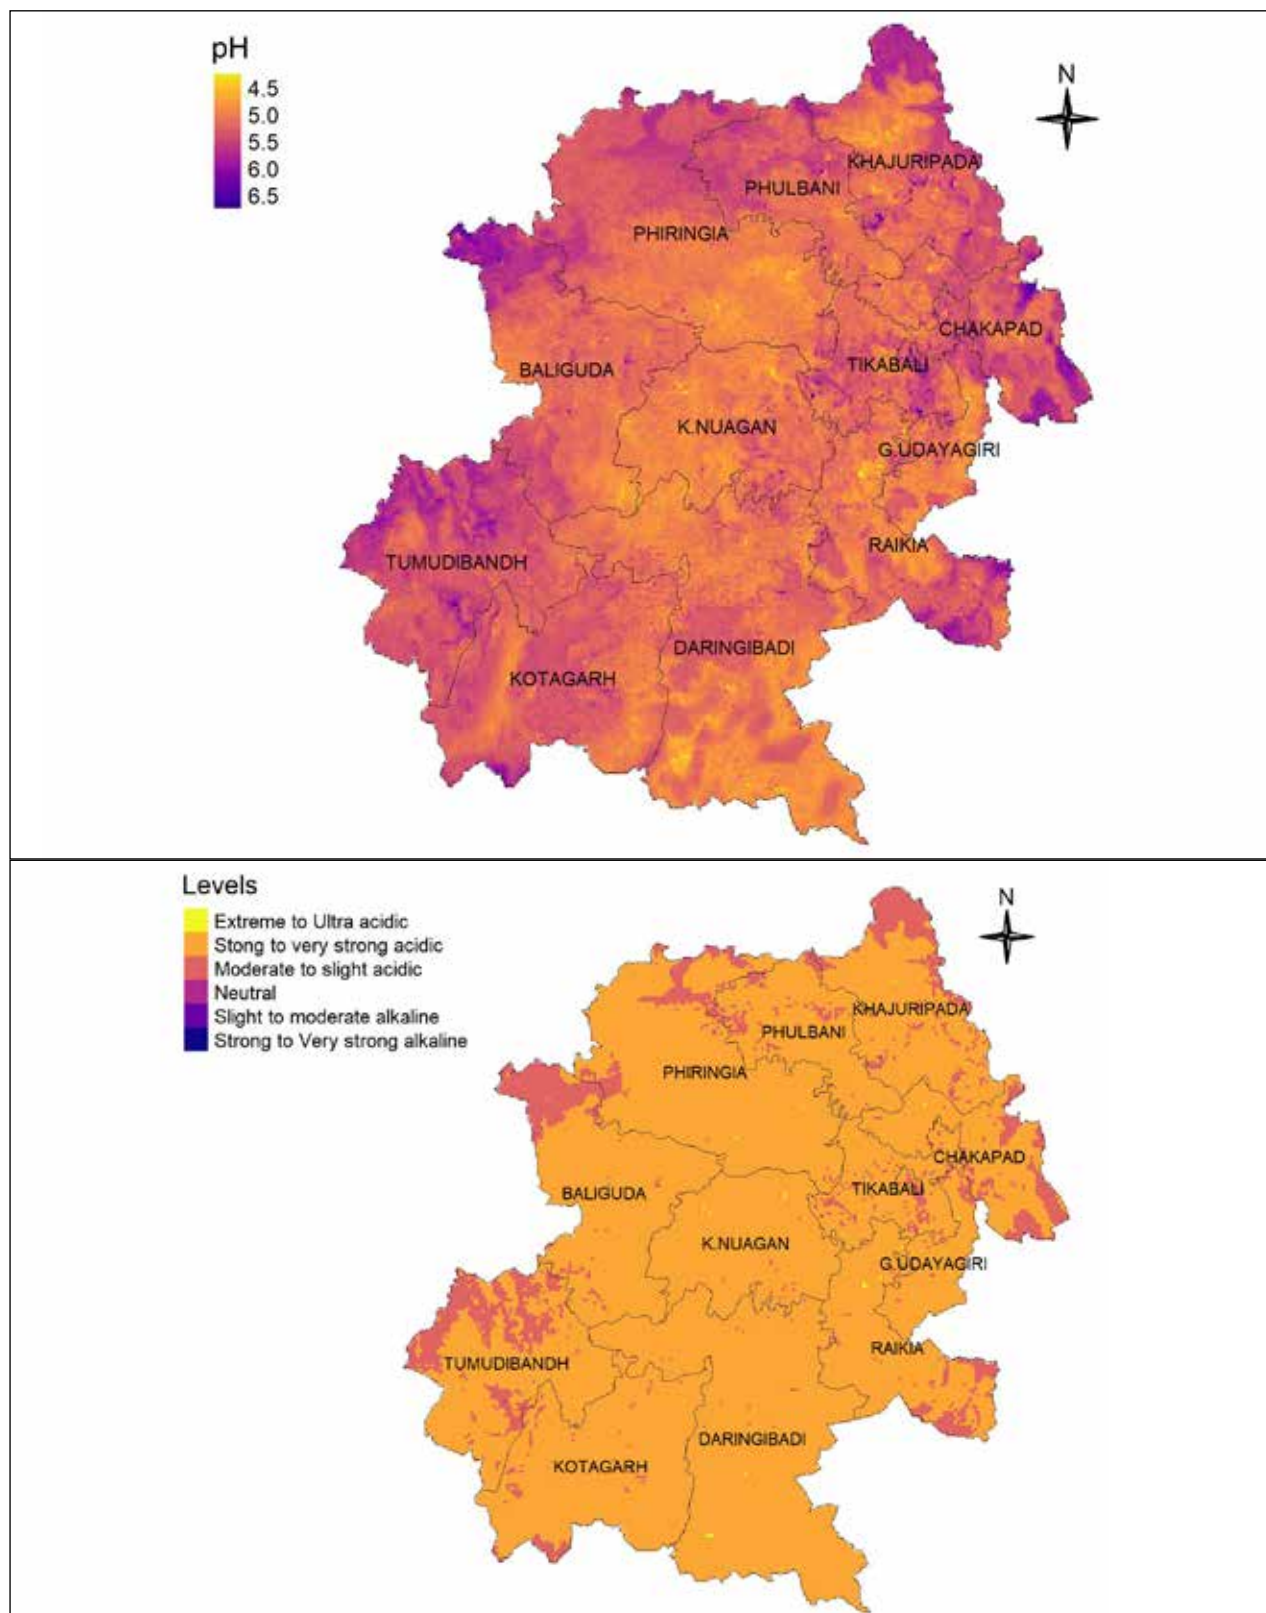 pH
4.5
5.0
5.5
6.0
6.5
N
KHAJURIPADA
PHULBANI
PHIRINGIA
CHAKAPAD
TIKABALI
BALIGUDA
K.NUAGAN
G.UDAYAGIRI
RAIKIA
TUMUDIBANDH
DARINGIBADI
KOTAGARH
Levels
Extreme to Ultra acidic
Stong to very strong acidic
Moderate to slight acidic
Neutral
Slight to moderate alkaline
Strong to Very strong alkaline
N
KHAJURIPADA
PHULBANI
PHIRINGIA
CHAKAPAD
TIKABALI
BALIGUDA
K.NUAGAN
G.UDAYAGIRI
RAIKIA
TUMUDIBANDH
DARINGIBADI
KOTAGARH